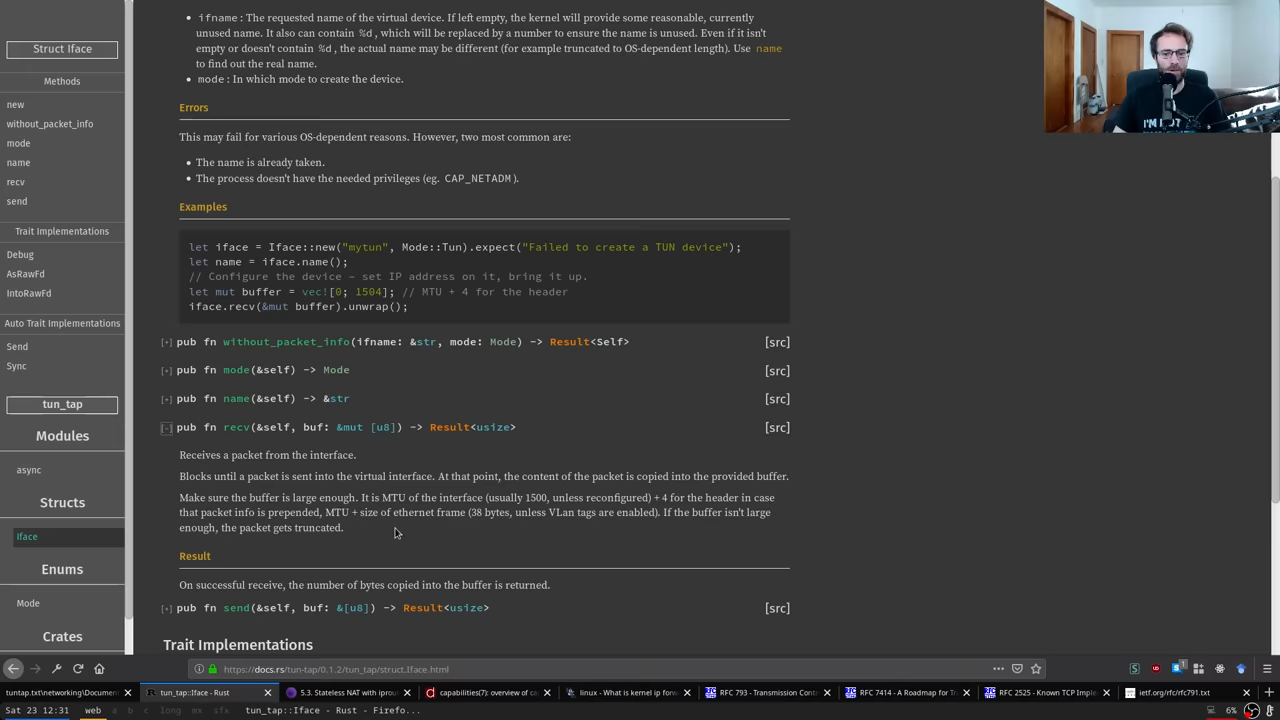 Struct Iface
Methods
new
without_packet_info
mode
name
recv
send
Trait Implementations
Debug
AsRawFd
IntoRawFd
Auto Trait Implementations
Send
Sync
tun_tap
Modules
async
Structs
Iface
Enums
Mode
Crates
• ifname : The requested name of the virtual device. If left empty, the kernel will provide some reasonable, currently
unused name. It also can contain %d , which will be replaced by a number to ensure the name is unused. Even if it isn't
empty or doesn't contain %d , the actual name may be different (for example truncated to OS-dependent length). Use name
to find out the real name.
• mode : In which mode to create the device.
Errors
This may fail for various OS-dependent reasons. However, two most common are:
• The name is already taken.
• The process doesn't have the needed privileges (eg. CAP_NETADM ).
Examples
let iface = Iface::new("mytun", Mode::Tun).expect("Failed to create a TUN device");
let name = iface.name();
// Configure the device – set IP address on it, bring it up.
let mut buffer = vec![0; 1504]; // MTU + 4 for the header
iface.recv(&mut buffer).unwrap();
[+] pub fn without_packet_info(ifname: &str, mode: Mode) -> Result<Self> [src]
[+] pub fn mode(&self) -> Mode [src]
[+] pub fn name(&self) -> &str [src]
[-] pub fn recv(&self, buf: &mut [u8]) -> Result<usize> [src]
Receives a packet from the interface.
Blocks until a packet is sent into the virtual interface. At that point, the content of the packet is copied into the provided buffer.
Make sure the buffer is large enough. It is MTU of the interface (usually 1500, unless reconfigured) + 4 for the header in case
that packet info is prepended, MTU + size of ethernet frame (38 bytes, unless VLan tags are enabled). If the buffer isn't large
enough, the packet gets truncated.
Result
On successful receive, the number of bytes copied into the buffer is returned.
[+] pub fn send(&self, buf: &[u8]) -> Result<usize> [src]
Trait Implementations
I'M NOT
https://docs.rs/tun-tap/0.1.2/tun_tap/struct.Iface.html
1
tuntap.txt\networking\Document
tun_tap::Iface - Rust
5.3. Stateless NAT with iprout
capabilities(7): overview of ca
linux - What is kernel ip forw
RFC 793 - Transmission Cont
RFC 7414 - A Roadmap for Tr
RFC 2525 - Known TCP Imple
ietf.org/rfc/rfc791.txt
Sat 23 12:31 web a b c long mx sfx tun_tap::Iface - Rust - Firefo... 6%